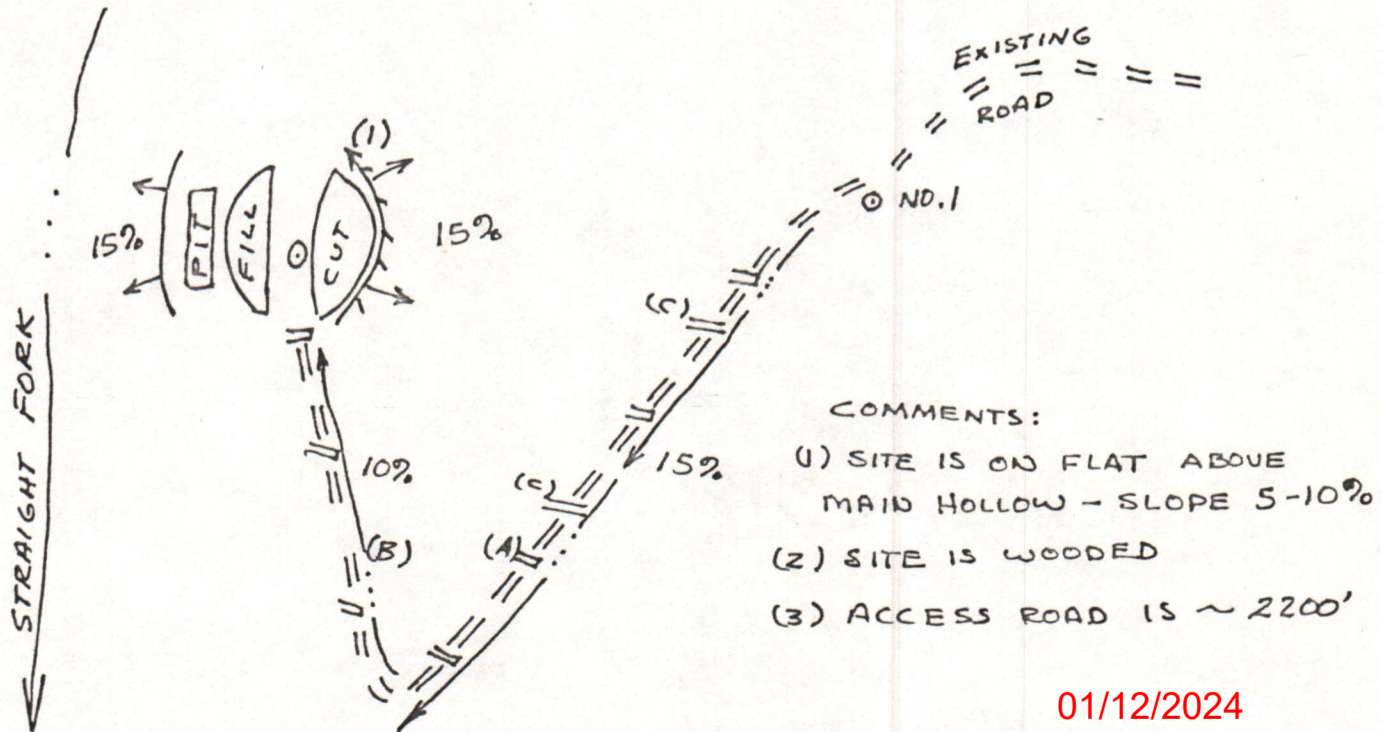 EXISTING
ROAD
NO.1
(1)
15%
PIT
FILL
CUT
15%
STRAIGHT FORK
10%
(B)
(C)
(C)
(A)
15%
COMMENTS:
(1) SITE IS ON FLAT ABOVE
MAIN HOLLOW - SLOPE 5-10%
(2) SITE IS WOODED
(3) ACCESS ROAD IS ~ 2200'
01/12/2024